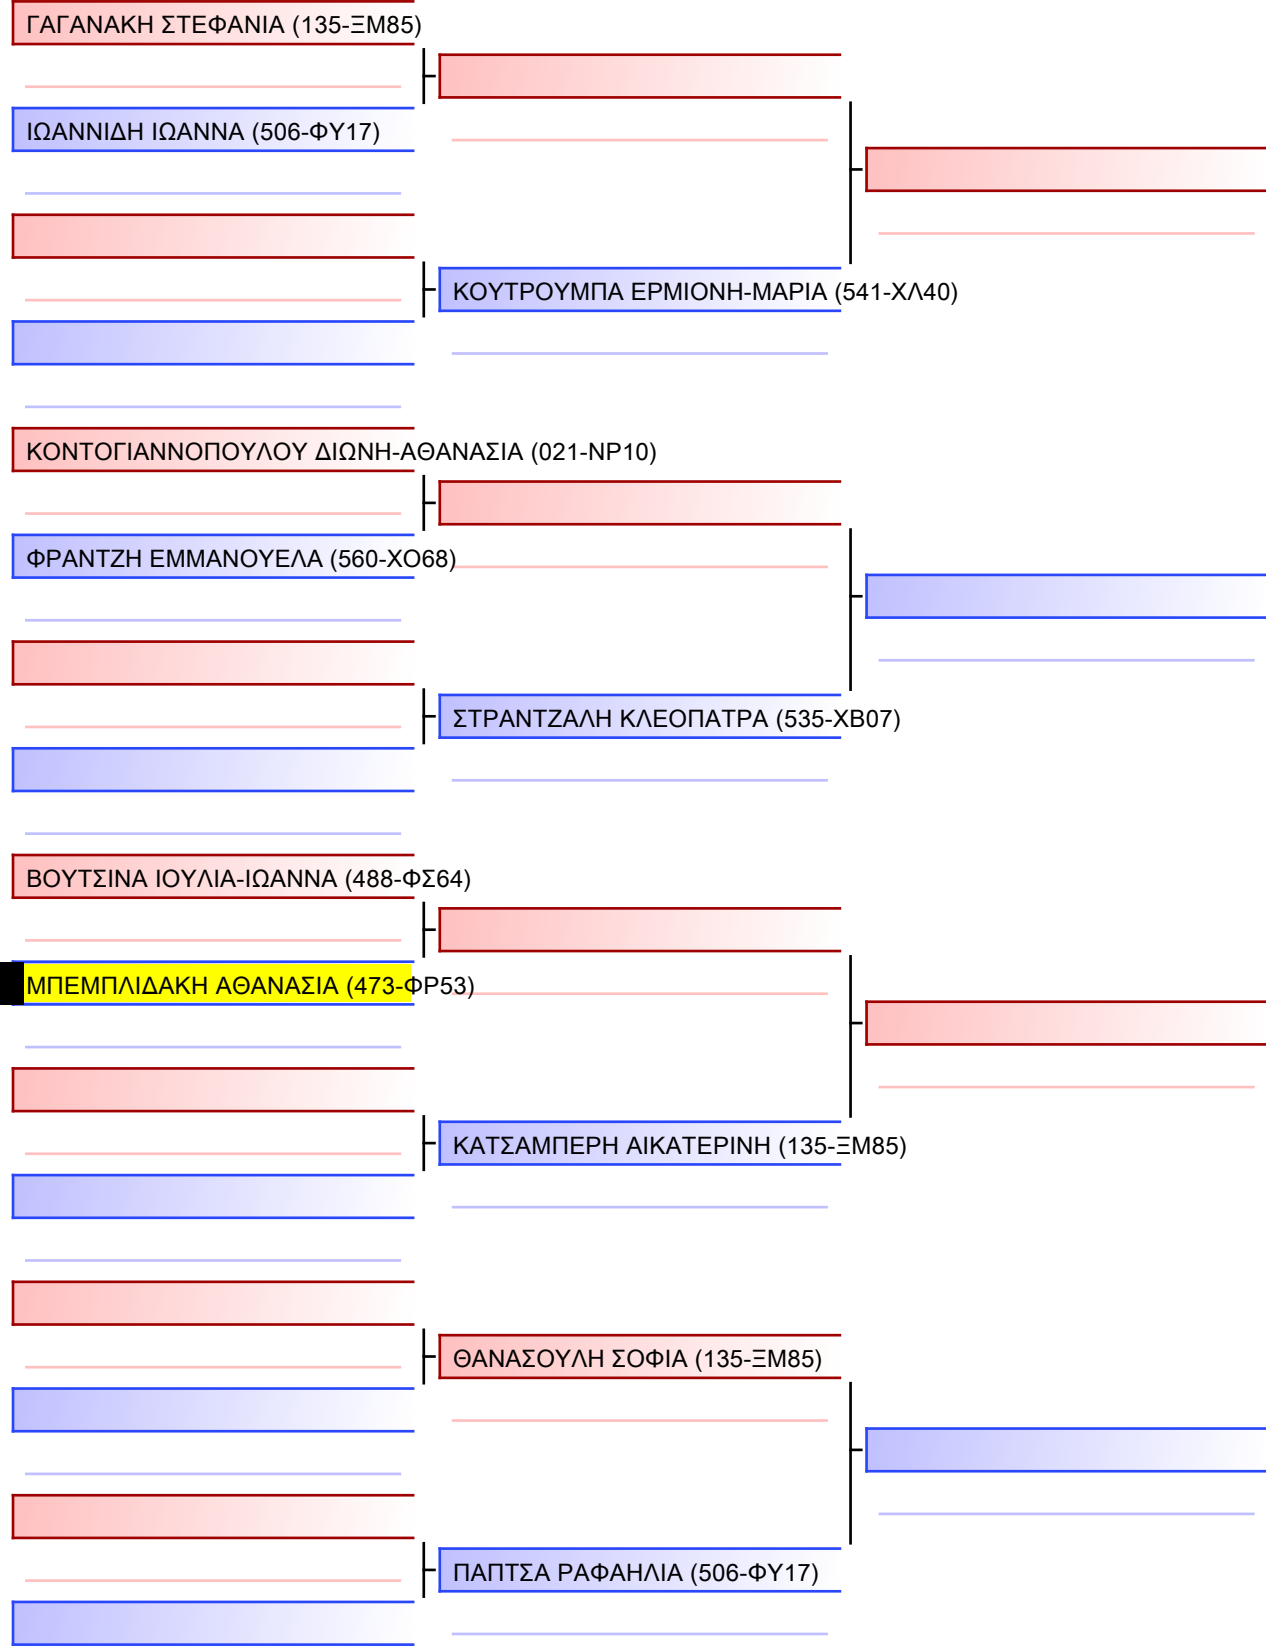 ΓΑΓΑΝΑΚΗ ΣΤΕΦΑΝΙΑ (135-ΞΜ85)
ΙΩΑΝΝΙΔΗ ΙΩΑΝΝΑ (506-ΦΥ17)
ΚΟΥΤΡΟΥΜΠΑ ΕΡΜΙΟΝΗ-ΜΑΡΙΑ (541-ΧΛ40)
ΚΟΝΤΟΓΙΑΝΝΟΠΟΥΛΟΥ ΔΙΩΝΗ-ΑΘΑΝΑΣΙΑ (021-ΝΡ10)
ΦΡΑΝΤΖΗ ΕΜΜΑΝΟΥΕΛΑ (560-ΧΟ68)
ΣΤΡΑΝΤΖΑΛΗ ΚΛΕΟΠΑΤΡΑ (535-ΧΒ07)
ΒΟΥΤΣΙΝΑ ΙΟΥΛΙΑ-ΙΩΑΝΝΑ (488-ΦΣ64)
ΜΠΕΜΠΛΙΔΑΚΗ ΑΘΑΝΑΣΙΑ (473-ΦΡ53)
ΚΑΤΣΑΜΠΕΡΗ ΑΙΚΑΤΕΡΙΝΗ (135-ΞΜ85)
ΘΑΝΑΣΟΥΛΗ ΣΟΦΙΑ (135-ΞΜ85)
ΠΑΠΤΣΑ ΡΑΦΑΗΛΙΑ (506-ΦΥ17)